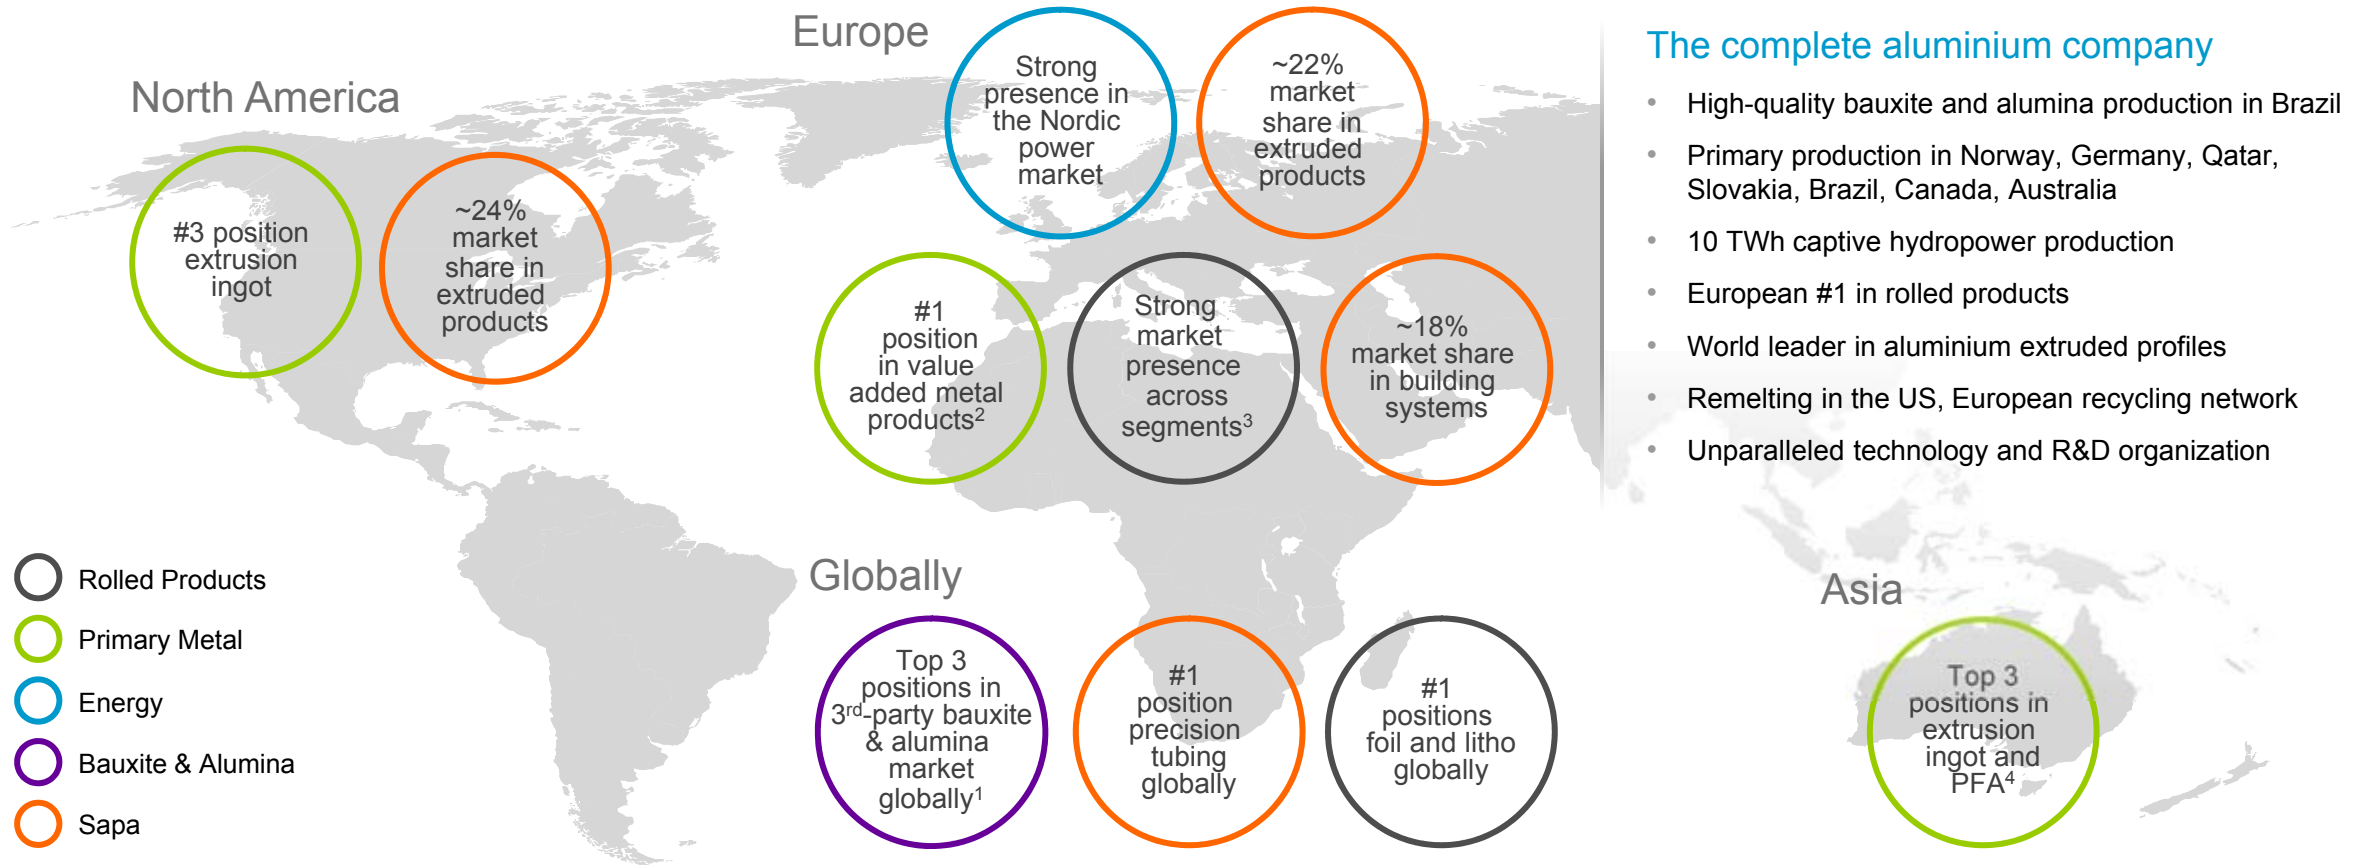 North America
#3 position
extrusion
ingot
~24%
market
share in
extruded
products
Europe
Strong
presence in
the Nordic
power
market
~22%
market
share in
extruded
products
#1
position
in value
added metal
products²
Strong
market
presence
across
segments³
~18%
market share
in building
systems
Globally
Top 3
positions in
3rd-party bauxite
& alumina
market
globally¹
#1
position
precision
tubing
globally
#1
positions
foil and litho
globally
Rolled Products
Primary Metal
Energy
Bauxite & Alumina
Sapa
The complete aluminium company
• High-quality bauxite and alumina production in Brazil
• Primary production in Norway, Germany, Qatar,
Slovakia, Brazil, Canada, Australia
• 10 TWh captive hydropower production
• European #1 in rolled products
• World leader in aluminium extruded profiles
• Remelting in the US, European recycling network
• Unparalleled technology and R&D organization
Asia
Top 3
positions in
extrusion
ingot and
PFA⁴